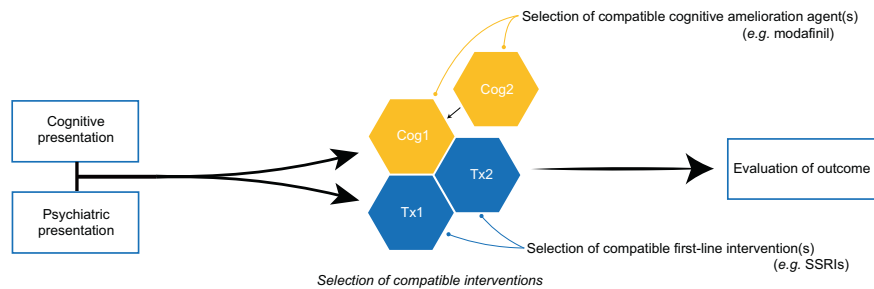 Selection of compatible cognitive amelioration agent(s)
(e.g. modafinil)
Cog2
Cognitive
presentation
Cog1
Tx2
Evaluation of outcome
Psychiatric
presentation
Tx1
Selection of compatible first-line intervention(s)
(e.g. SSRIs)
Selection of compatible interventions